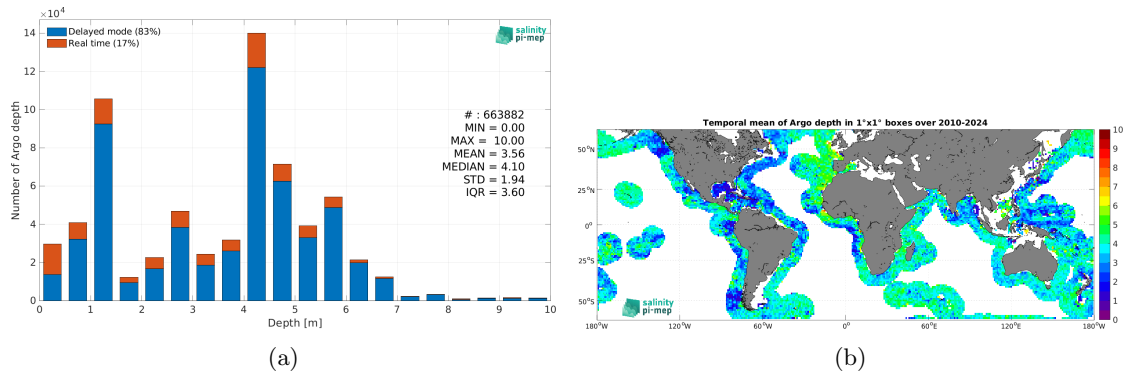 ×10⁴
14
12
10
8
6
4
2
0
Number of Argo depth
Delayed mode (83%)
Real time (17%)
salinity
pi-mep
# : 663882
MIN = 0.00
MAX = 10.00
MEAN = 3.56
MEDIAN = 4.10
STD = 1.94
IQR = 3.60
0 1 2 3 4 5 6 7 8 9 10
Depth [m]
(a)
Temporal mean of Argo depth in 1°x1° boxes over 2010-2024
50°N
25°N
0°
25°S
50°S
salinity
pi-mep
180°W 120°W 60°W 0° 60°E 120°E 180°W
10
9
8
7
6
5
4
3
2
1
0
(b)